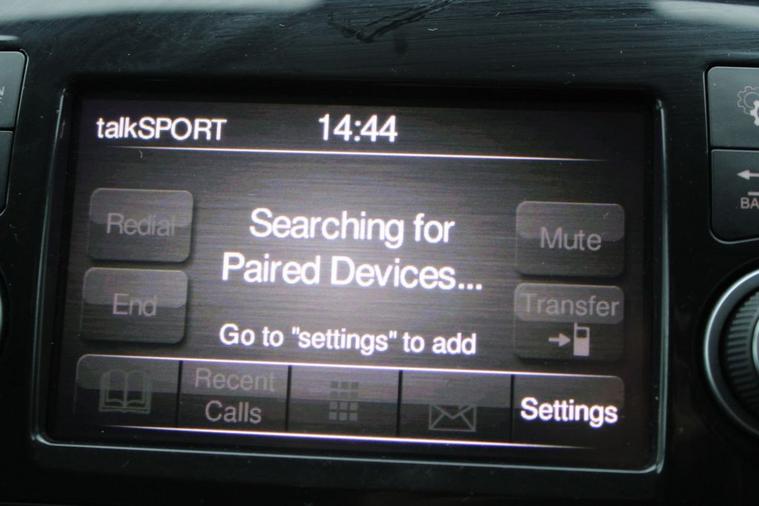 talkSPORT 14:44
Redial
Searching for
Paired Devices...
Mute
End
Transfer
Go to "settings" to add
Recent
Calls
Settings